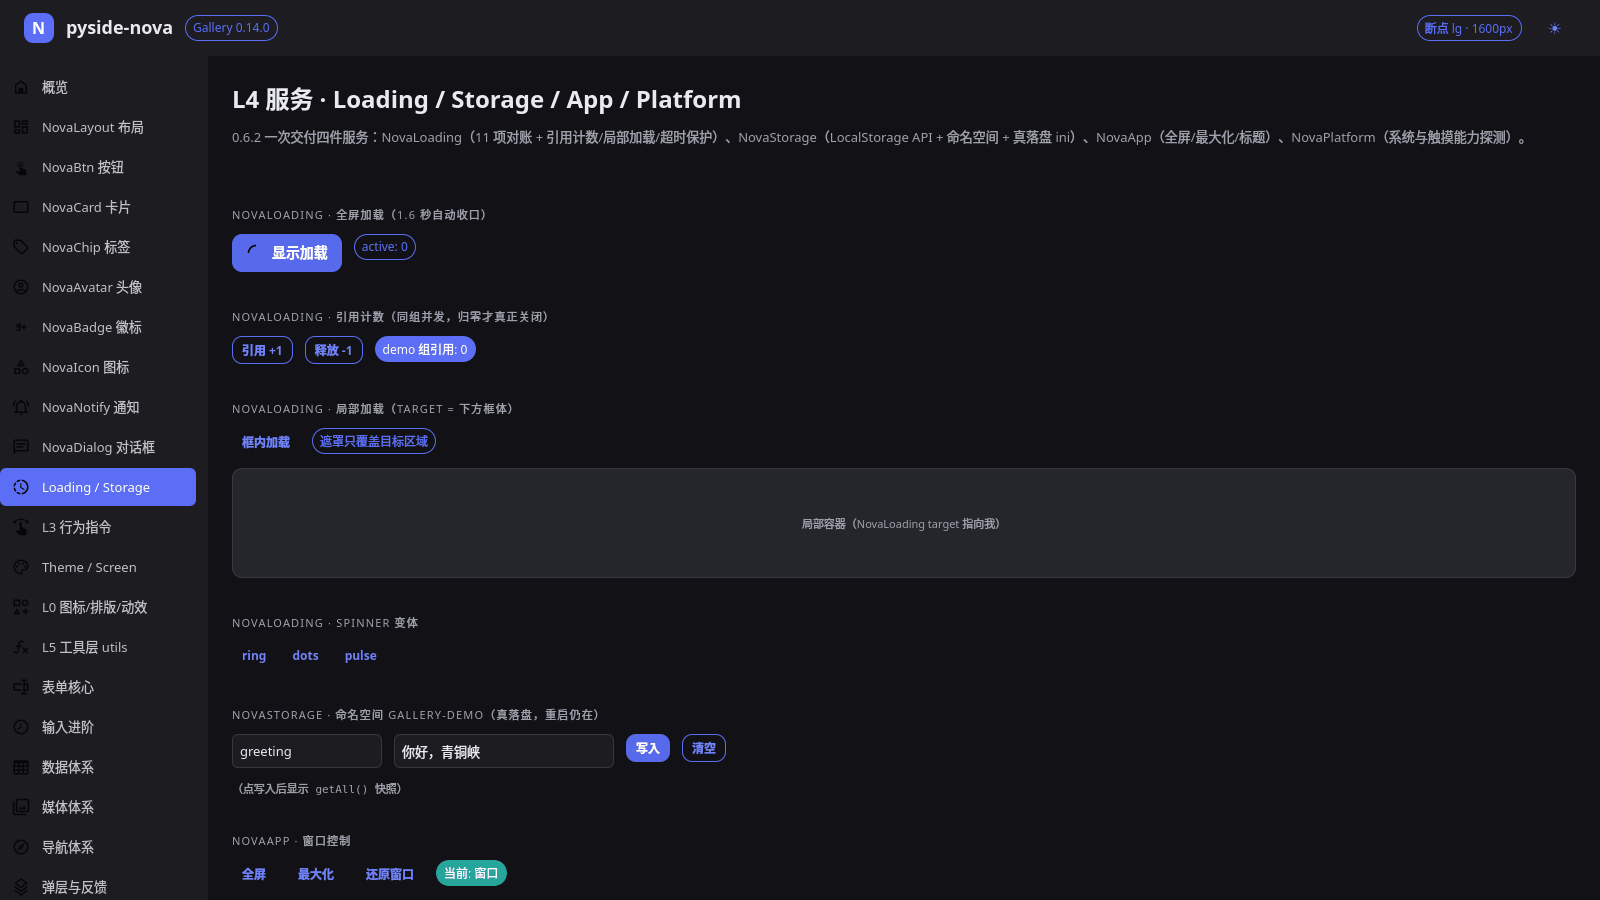 N pyside-nova Gallery 0.14.0 断点 lg · 1600px
概览
NovaLayout 布局
NovaBtn 按钮
NovaCard 卡片
NovaChip 标签
NovaAvatar 头像
9+ NovaBadge 徽标
NovaIcon 图标
NovaNotify 通知
NovaDialog 对话框
Loading / Storage
L3 行为指令
Theme / Screen
L0 图标/排版/动效
L5 工具层 utils
表单核心
输入进阶
数据体系
媒体体系
导航体系
弹层与反馈
L4 服务 · Loading / Storage / App / Platform
0.6.2 一次交付四件服务：NovaLoading（11 项对账 + 引用计数/局部加载/超时保护）、NovaStorage（LocalStorage API + 命名空间 + 真落盘 ini）、NovaApp（全屏/最大化/标题）、NovaPlatform（系统与触摸能力探测）。
NOVALOADING · 全屏加载（1.6 秒自动收口）
显示加载 active: 0
NOVALOADING · 引用计数（同组并发，归零才真正关闭）
引用 +1 释放 -1 demo 组引用: 0
NOVALOADING · 局部加载（TARGET = 下方框体）
框内加载 遮罩只覆盖目标区域
局部容器（NovaLoading target 指向我）
NOVALOADING · SPINNER 变体
ring dots pulse
NOVASTORAGE · 命名空间 GALLERY-DEMO（真落盘，重启仍在）
greeting 你好，青铜峡 写入 清空
（点写入后显示 getAll() 快照）
NOVAAPP · 窗口控制
全屏 最大化 还原窗口 当前: 窗口